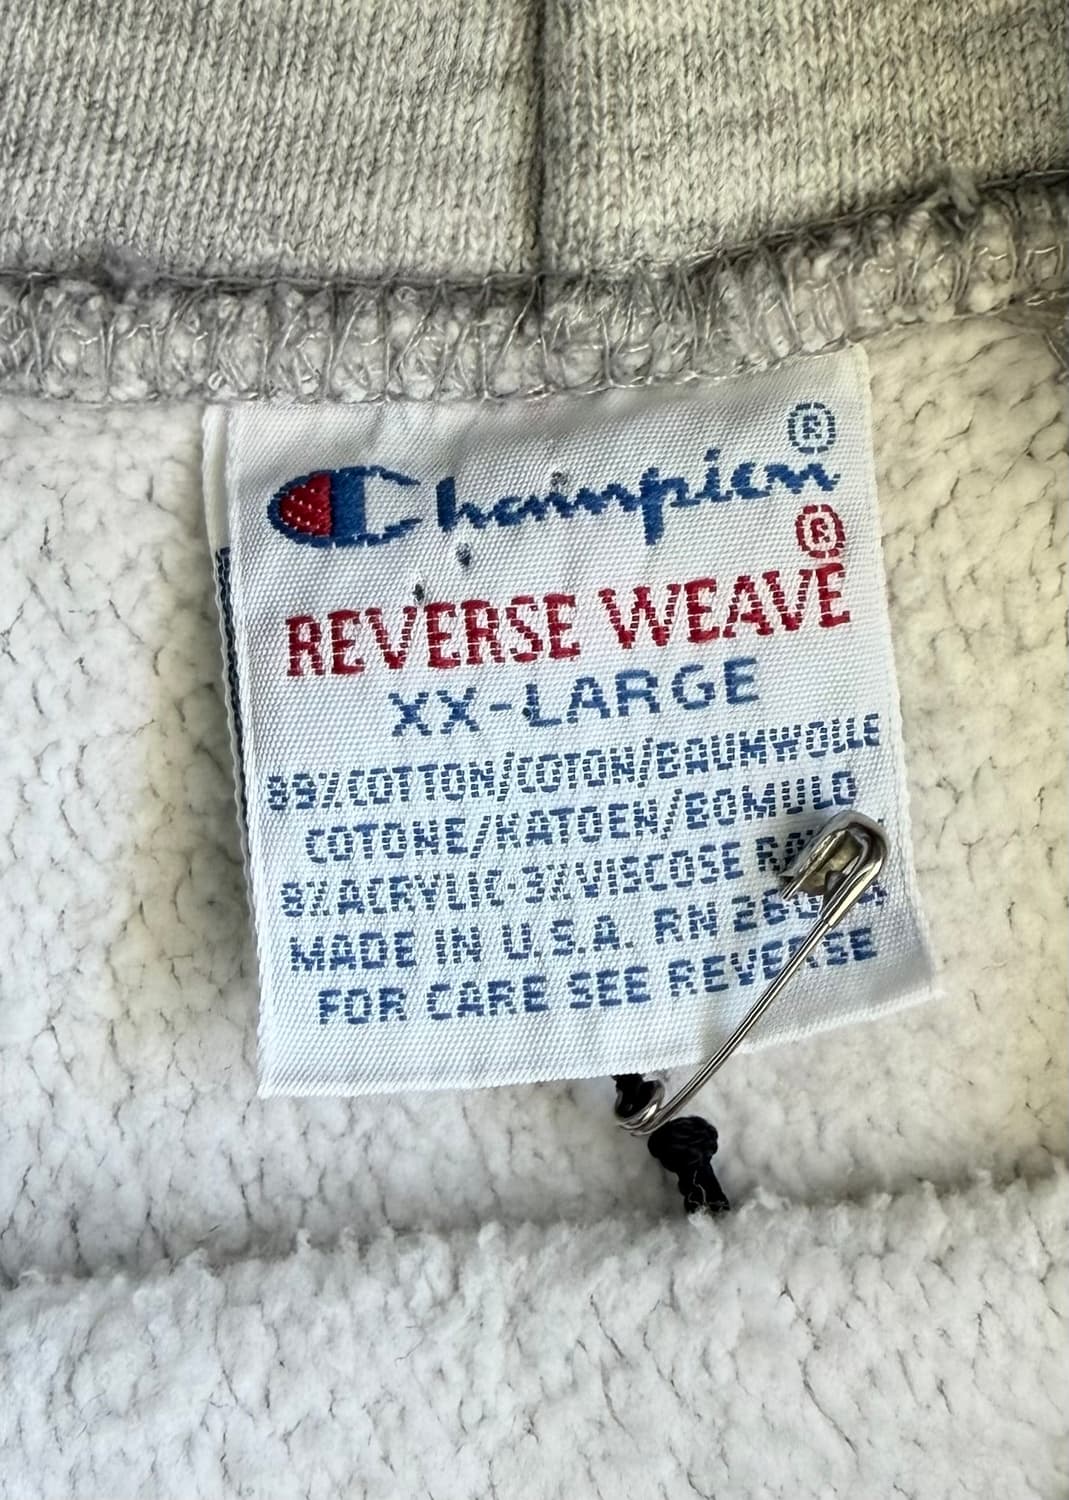 Champion®
®
REVERSE WEAVE
XX-LARGE
89%COTTON/COTON/BAUMWOLLE
COTONE/KATOEN/BOMULD
8%ACRYLIC-3%VISCOSE
MADE IN U.S.A. RN
FOR CARE SEE REVERSE